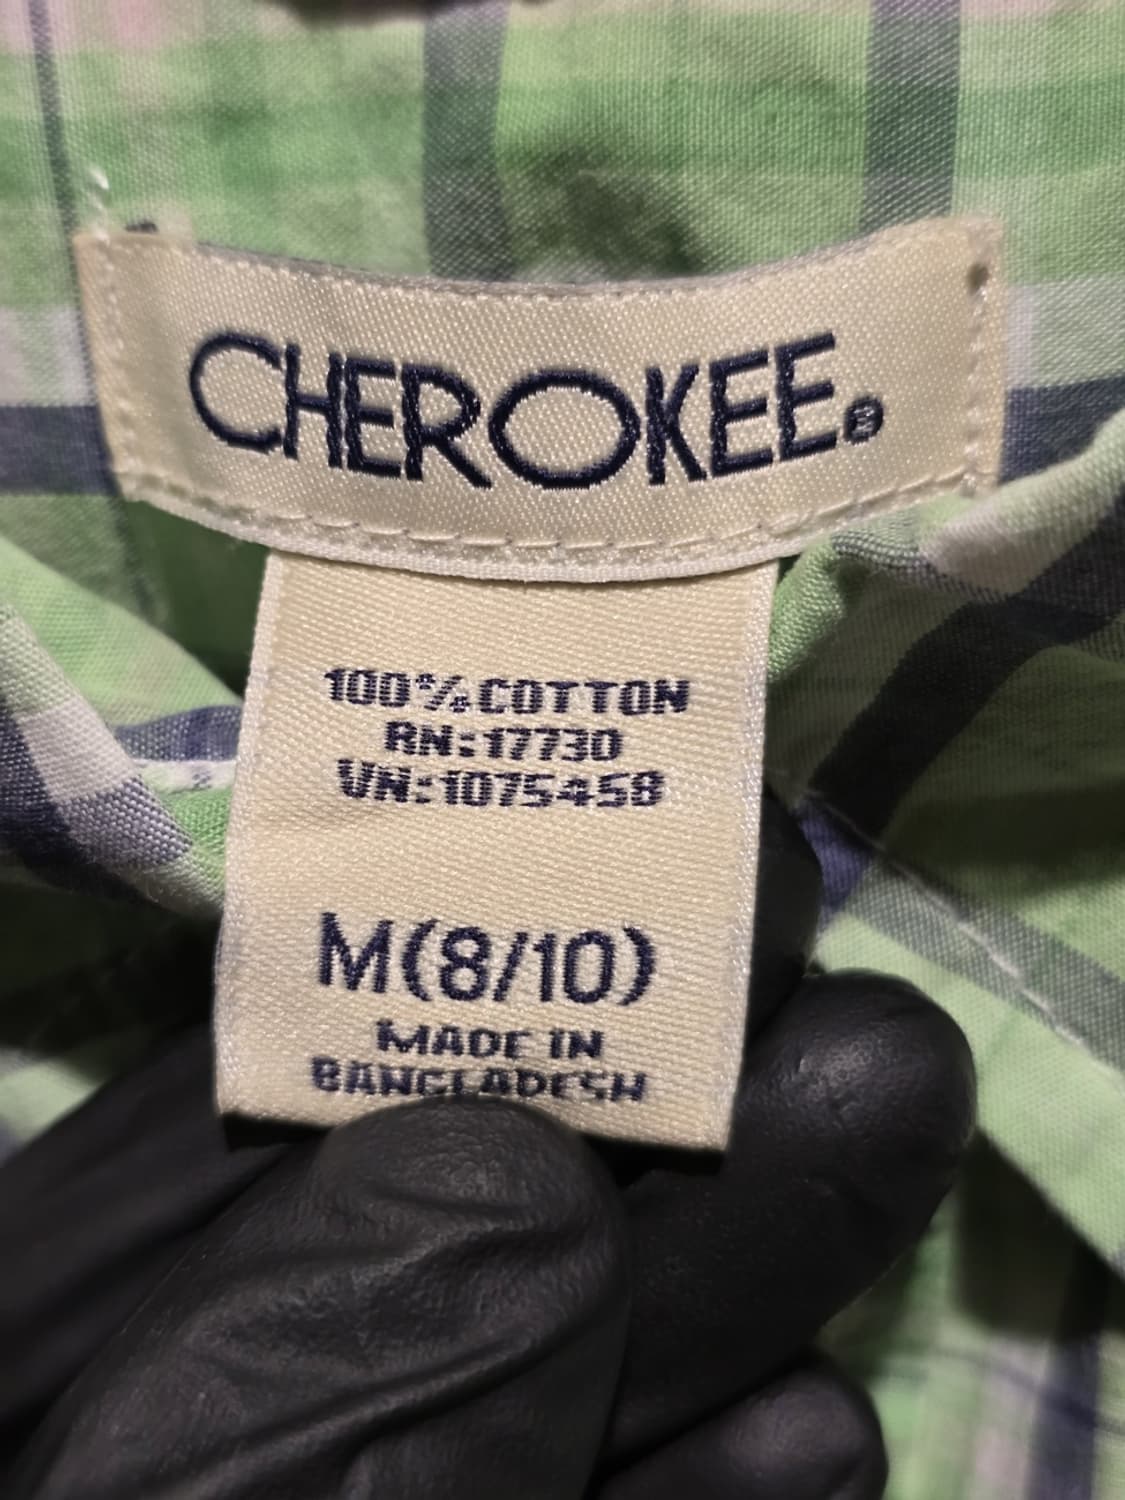 CHEROKEE®
100% COTTON
RN:17730
VN:1075458
M(8/10)
MADE IN
BANGLADESH